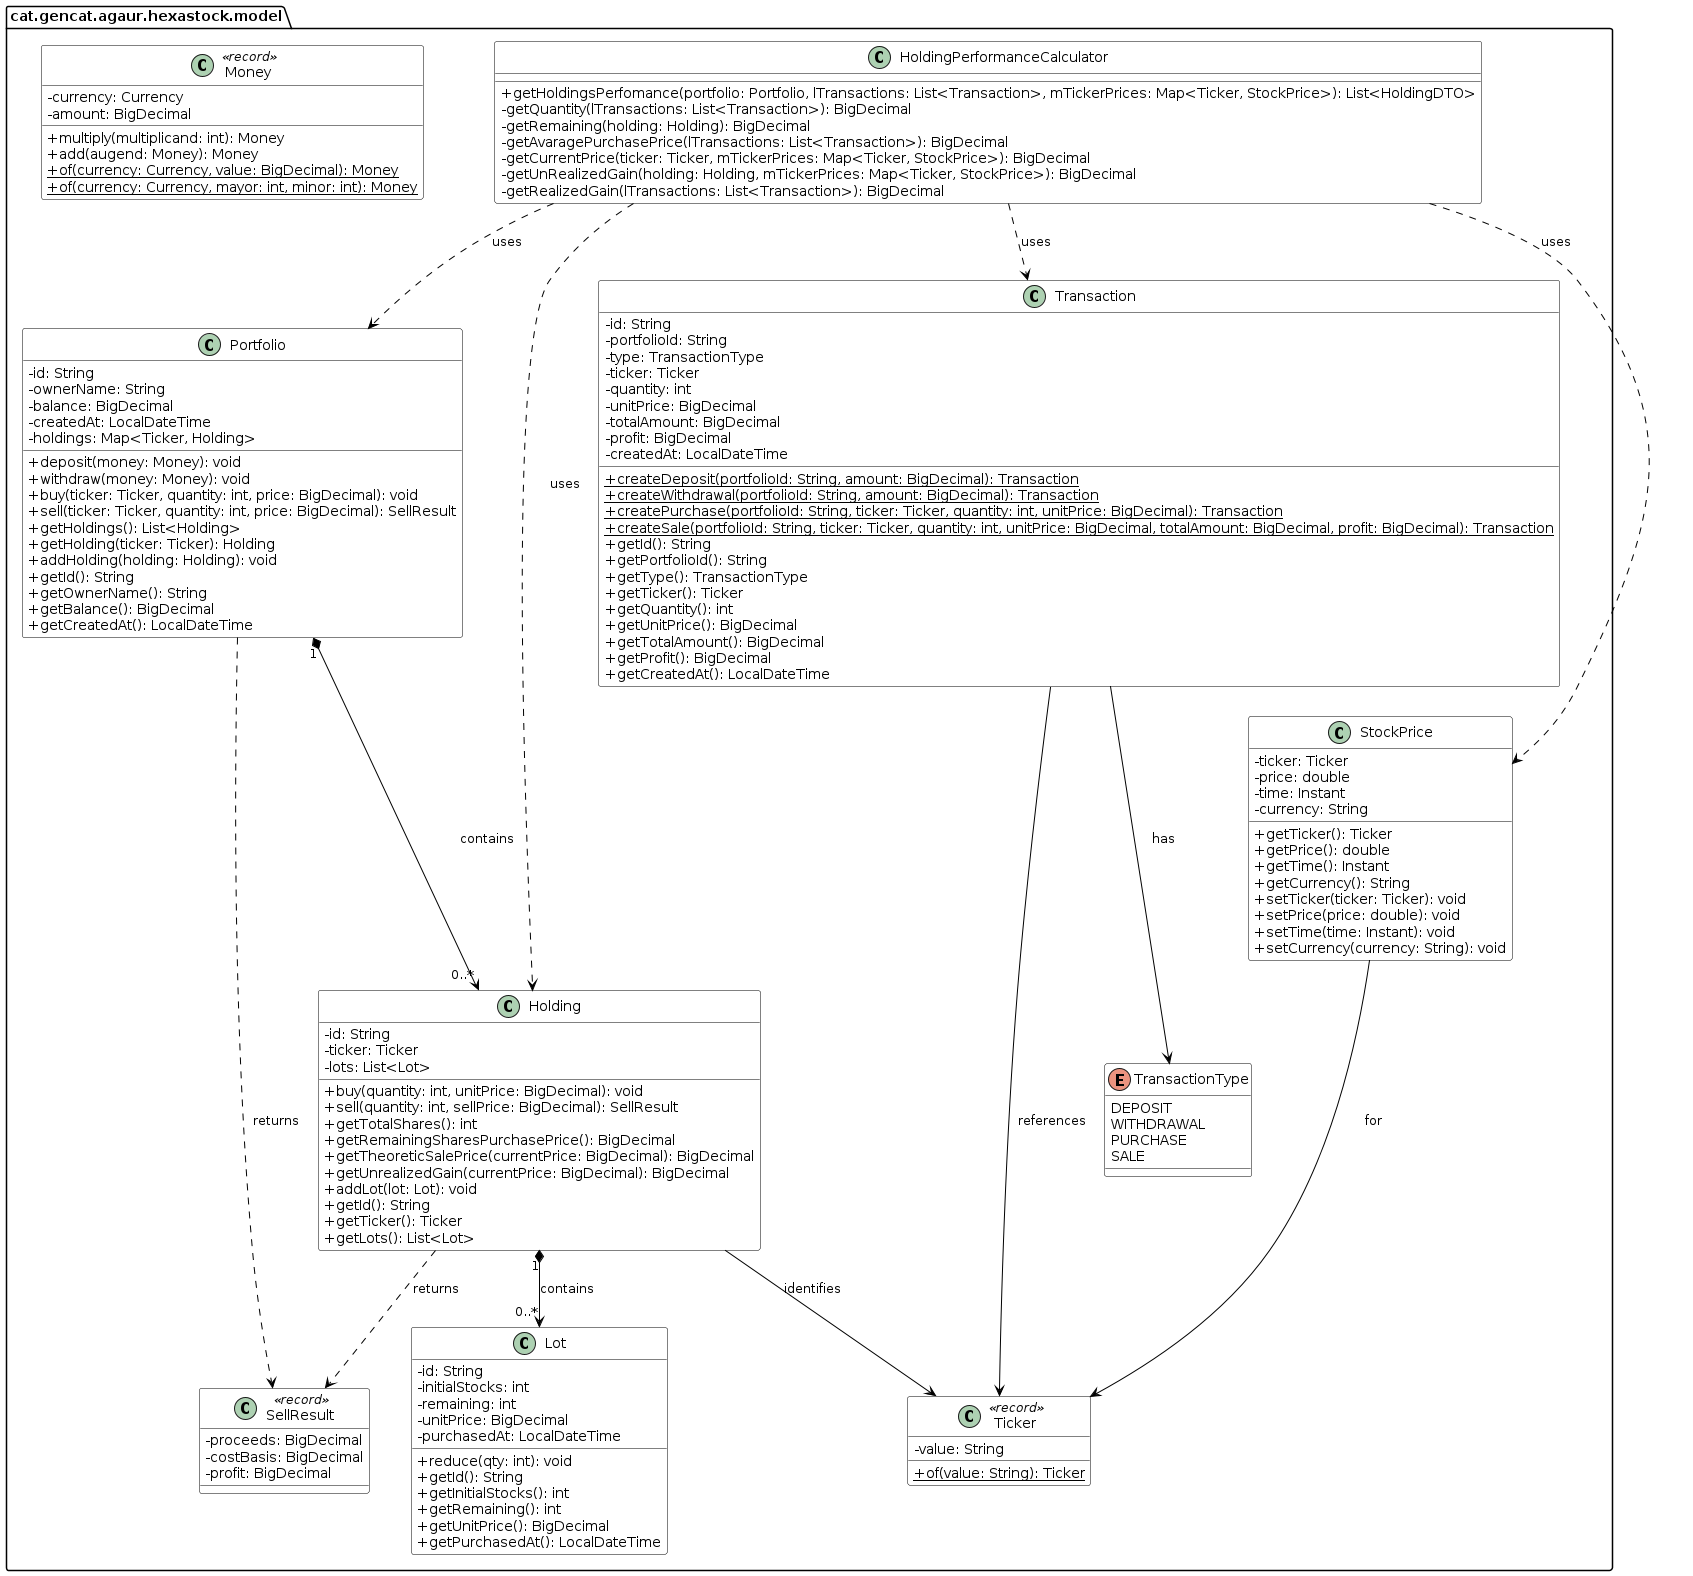 cat.gencat.agaur.hexastock.model
«record»
Money
-currency: Currency
-amount: BigDecimal
+multiply(multiplicand: int): Money
+add(augend: Money): Money
+of(currency: Currency, value: BigDecimal): Money
+of(currency: Currency, mayor: int, minor: int): Money
HoldingPerformanceCalculator
+getHoldingsPerfomance(portfolio: Portfolio, lTransactions: List<Transaction>, mTickerPrices: Map<Ticker, StockPrice>): List<HoldingDTO>
-getQuantity(lTransactions: List<Transaction>): BigDecimal
-getRemaining(holding: Holding): BigDecimal
-getAvaragePurchasePrice(lTransactions: List<Transaction>): BigDecimal
-getCurrentPrice(ticker: Ticker, mTickerPrices: Map<Ticker, StockPrice>): BigDecimal
-getUnRealizedGain(holding: Holding, mTickerPrices: Map<Ticker, StockPrice>): BigDecimal
-getRealizedGain(lTransactions: List<Transaction>): BigDecimal
uses
uses
uses
Portfolio
-id: String
-ownerName: String
-balance: BigDecimal
-createdAt: LocalDateTime
-holdings: Map<Ticker, Holding>
+deposit(money: Money): void
+withdraw(money: Money): void
+buy(ticker: Ticker, quantity: int, price: BigDecimal): void
+sell(ticker: Ticker, quantity: int, price: BigDecimal): SellResult
+getHoldings(): List<Holding>
+getHolding(ticker: Ticker): Holding
+addHolding(holding: Holding): void
+getId(): String
+getOwnerName(): String
+getBalance(): BigDecimal
+getCreatedAt(): LocalDateTime
uses
Transaction
-id: String
-portfolioId: String
-type: TransactionType
-ticker: Ticker
-quantity: int
-unitPrice: BigDecimal
-totalAmount: BigDecimal
-profit: BigDecimal
-createdAt: LocalDateTime
+createDeposit(portfolioId: String, amount: BigDecimal): Transaction
+createWithdrawal(portfolioId: String, amount: BigDecimal): Transaction
+createPurchase(portfolioId: String, ticker: Ticker, quantity: int, unitPrice: BigDecimal): Transaction
+createSale(portfolioId: String, ticker: Ticker, quantity: int, unitPrice: BigDecimal, totalAmount: BigDecimal, profit: BigDecimal): Transaction
+getId(): String
+getPortfolioId(): String
+getType(): TransactionType
+getTicker(): Ticker
+getQuantity(): int
+getUnitPrice(): BigDecimal
+getTotalAmount(): BigDecimal
+getProfit(): BigDecimal
+getCreatedAt(): LocalDateTime
1
contains
0..*
has
StockPrice
-ticker: Ticker
-price: double
-time: Instant
-currency: String
+getTicker(): Ticker
+getPrice(): double
+getTime(): Instant
+getCurrency(): String
+setTicker(ticker: Ticker): void
+setPrice(price: double): void
+setTime(time: Instant): void
+setCurrency(currency: String): void
Holding
-id: String
-ticker: Ticker
-lots: List<Lot>
+buy(quantity: int, unitPrice: BigDecimal): void
+sell(quantity: int, sellPrice: BigDecimal): SellResult
+getTotalShares(): int
+getRemainingSharesPurchasePrice(): BigDecimal
+getTheoreticSalePrice(currentPrice: BigDecimal): BigDecimal
+getUnrealizedGain(currentPrice: BigDecimal): BigDecimal
+addLot(lot: Lot): void
+getId(): String
+getTicker(): Ticker
+getLots(): List<Lot>
returns
references
TransactionType
DEPOSIT
WITHDRAWAL
PURCHASE
SALE
for
returns
1
contains
0..*
identifies
«record»
SellResult
-proceeds: BigDecimal
-costBasis: BigDecimal
-profit: BigDecimal
Lot
-id: String
-initialStocks: int
-remaining: int
-unitPrice: BigDecimal
-purchasedAt: LocalDateTime
+reduce(qty: int): void
+getId(): String
+getInitialStocks(): int
+getRemaining(): int
+getUnitPrice(): BigDecimal
+getPurchasedAt(): LocalDateTime
«record»
Ticker
-value: String
+of(value: String): Ticker